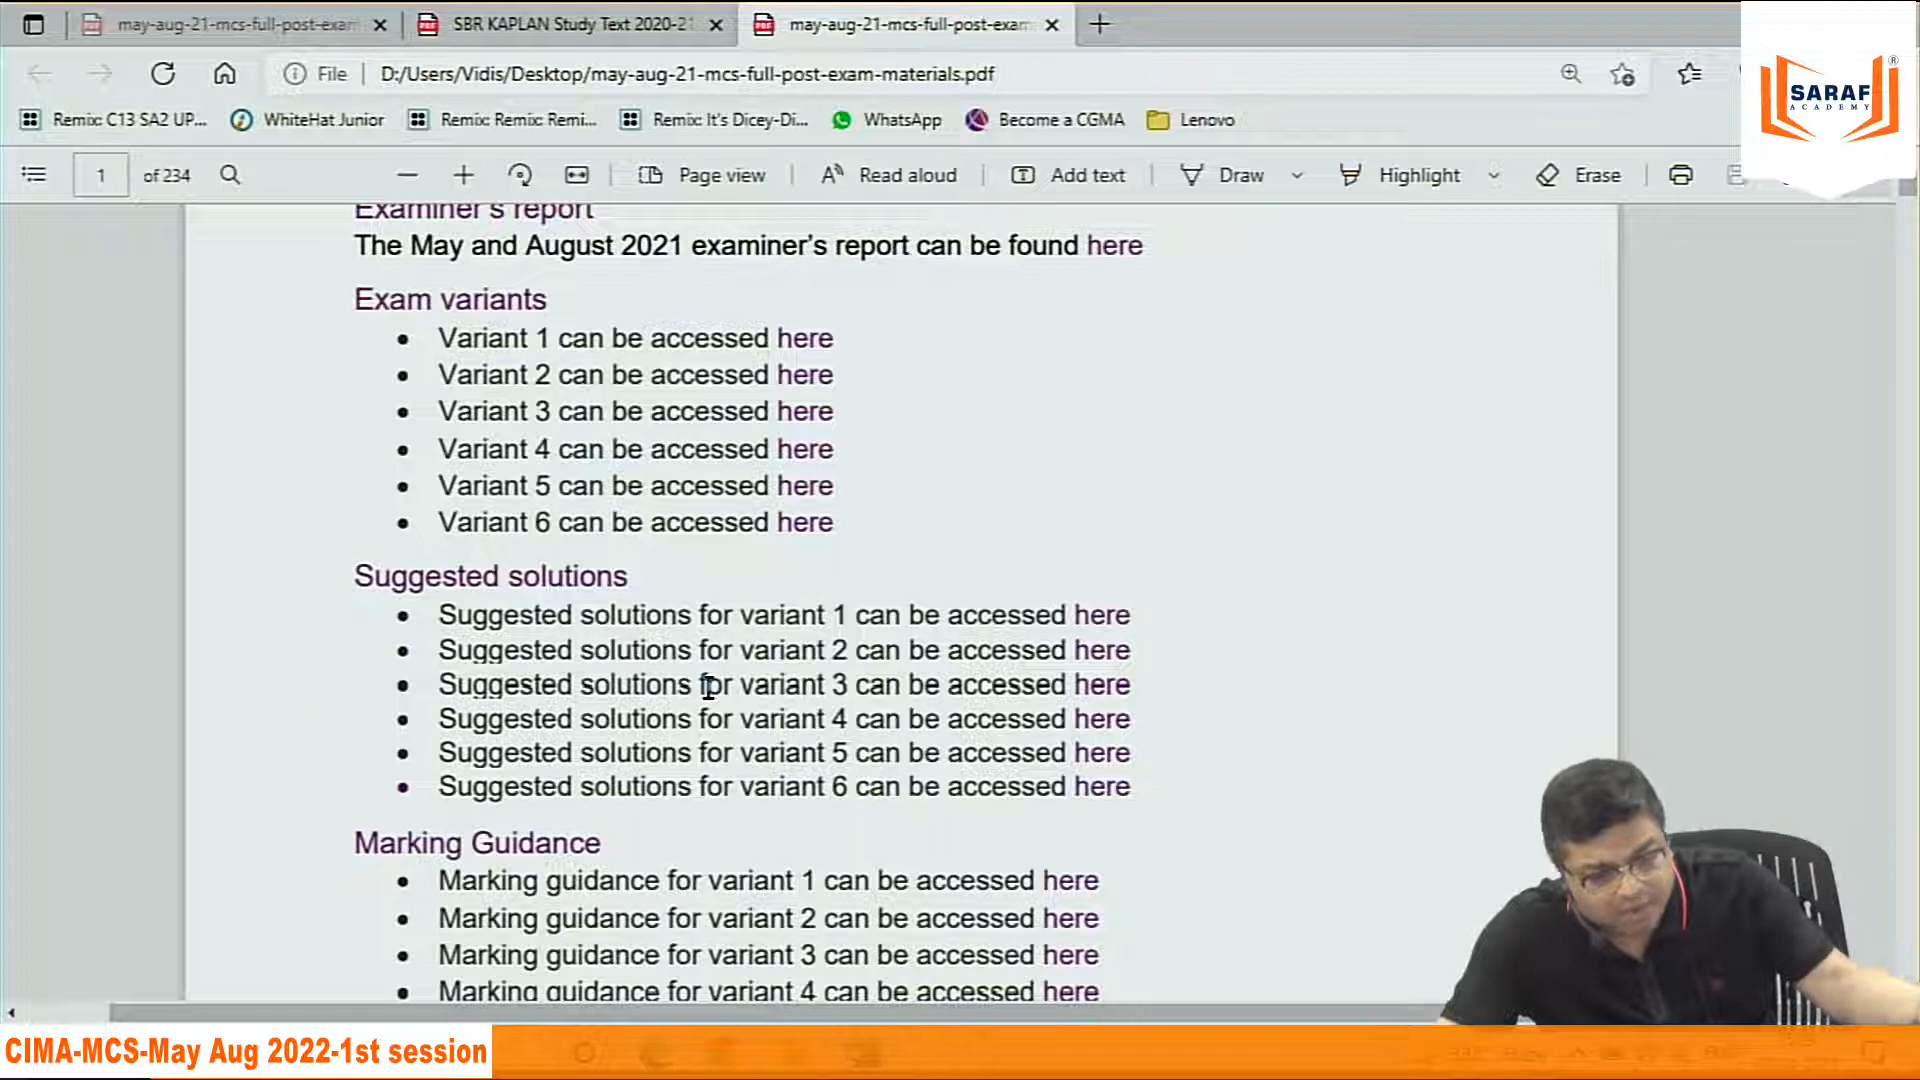 may-aug-21-mcs-full-post-exam
SBR KAPLAN Study Text 2020-21
may-aug-21-mcs-full-post-exam
File
D:/Users/Vidis/Desktop/may-aug-21-mcs-full-post-exam-materials.pdf
SARAF
ACADEMY
®
Remix: C13 SA2 UP...
WhiteHat Junior
Remix: Remix: Remi...
Remix: It's Dicey-Di...
WhatsApp
Become a CGMA
Lenovo
1 of 234
Page view
Read aloud
Add text
Draw
Highlight
Erase
Examiner's report
The May and August 2021 examiner's report can be found here
Exam variants
• Variant 1 can be accessed here
• Variant 2 can be accessed here
• Variant 3 can be accessed here
• Variant 4 can be accessed here
• Variant 5 can be accessed here
• Variant 6 can be accessed here
Suggested solutions
• Suggested solutions for variant 1 can be accessed here
• Suggested solutions for variant 2 can be accessed here
• Suggested solutions for variant 3 can be accessed here
• Suggested solutions for variant 4 can be accessed here
• Suggested solutions for variant 5 can be accessed here
• Suggested solutions for variant 6 can be accessed here
Marking Guidance
• Marking guidance for variant 1 can be accessed here
• Marking guidance for variant 2 can be accessed here
• Marking guidance for variant 3 can be accessed here
• Marking guidance for variant 4 can be accessed here
CIMA-MCS-May Aug 2022-1st session